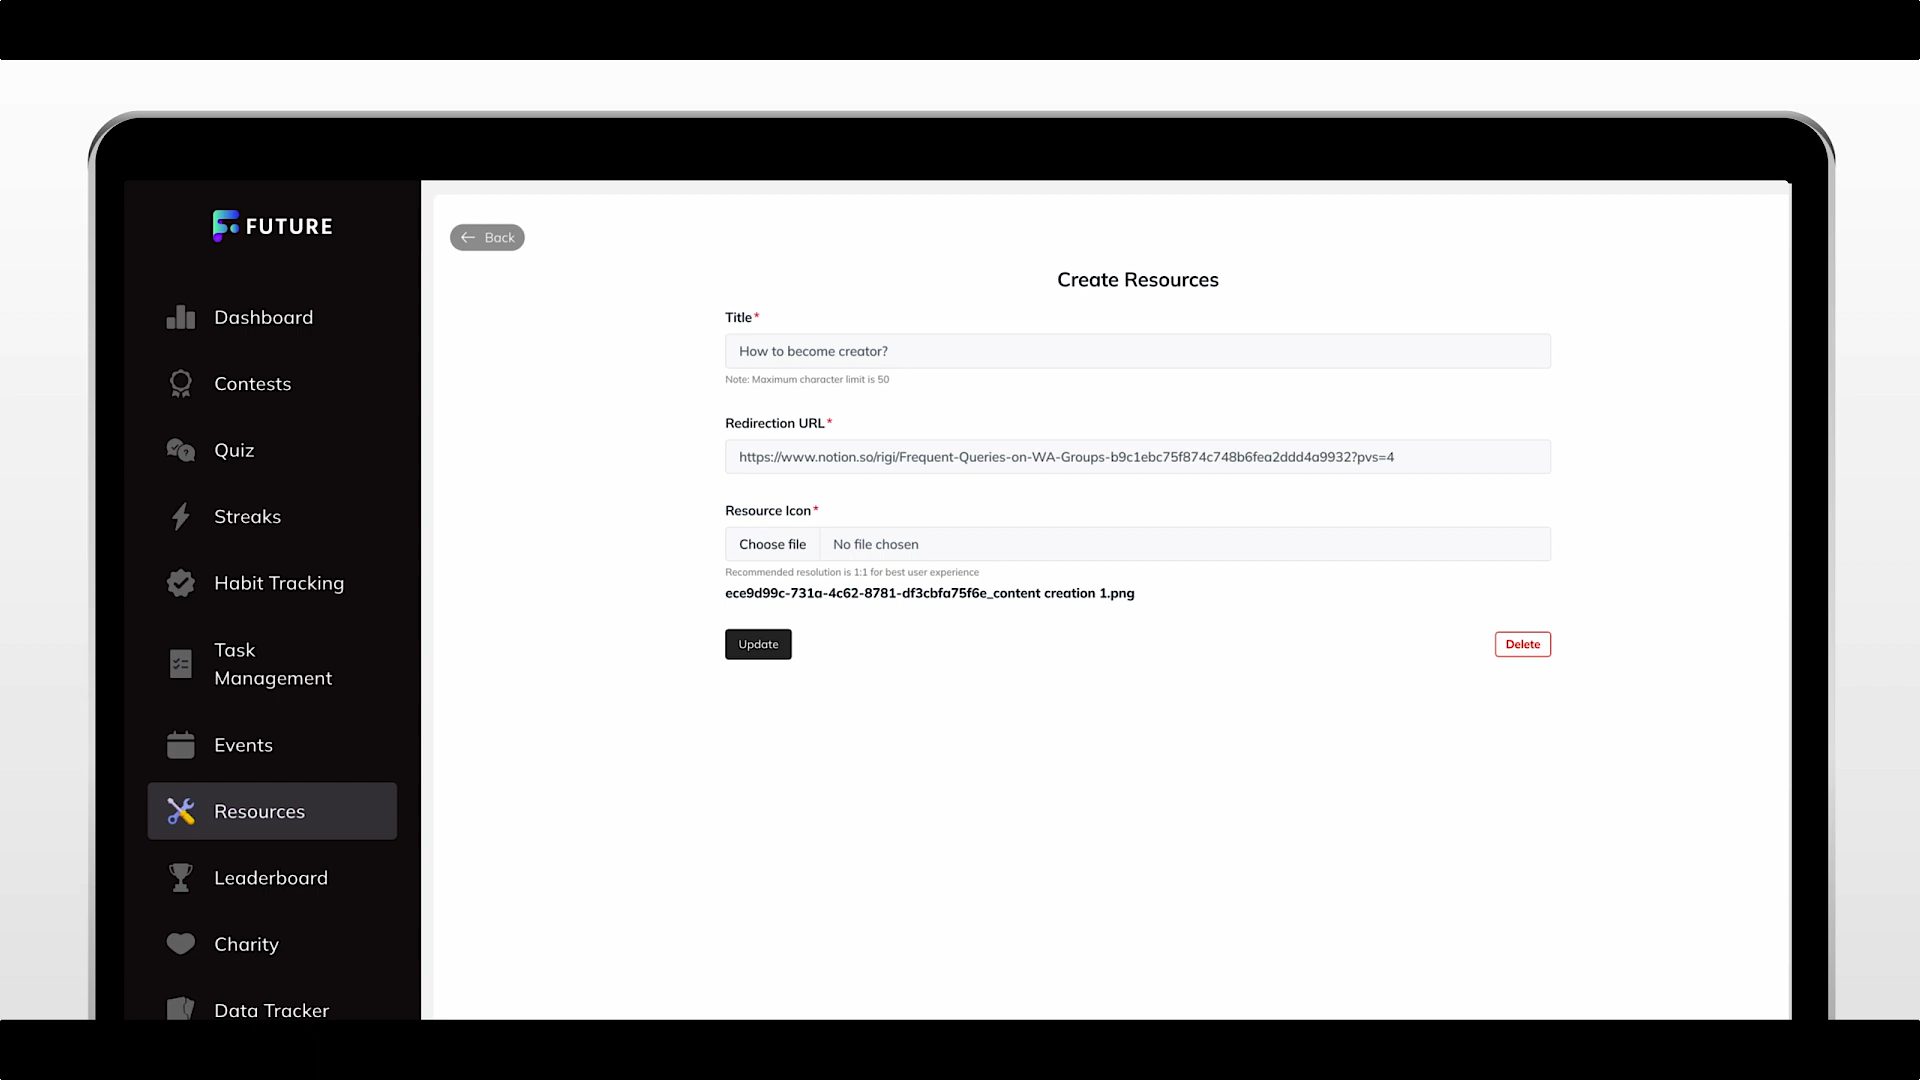 FUTURE
Dashboard
Contests
Quiz
Streaks
Habit Tracking
Task
Management
Events
Resources
Leaderboard
Charity
Data Tracker
Back
Create Resources
Title*
How to become creator?
Note: Maximum character limit is 50
Redirection URL*
https://www.notion.so/rigi/Frequent-Queries-on-WA-Groups-b9c1ebc75f874c748b6fea2ddd4a9932?pvs=4
Resource Icon*
Choose file No file chosen
Recommended resolution is 1:1 for best user experience
ece9d99c-731a-4c62-8781-df3cbfa75f6e_content creation 1.png
Update
Delete